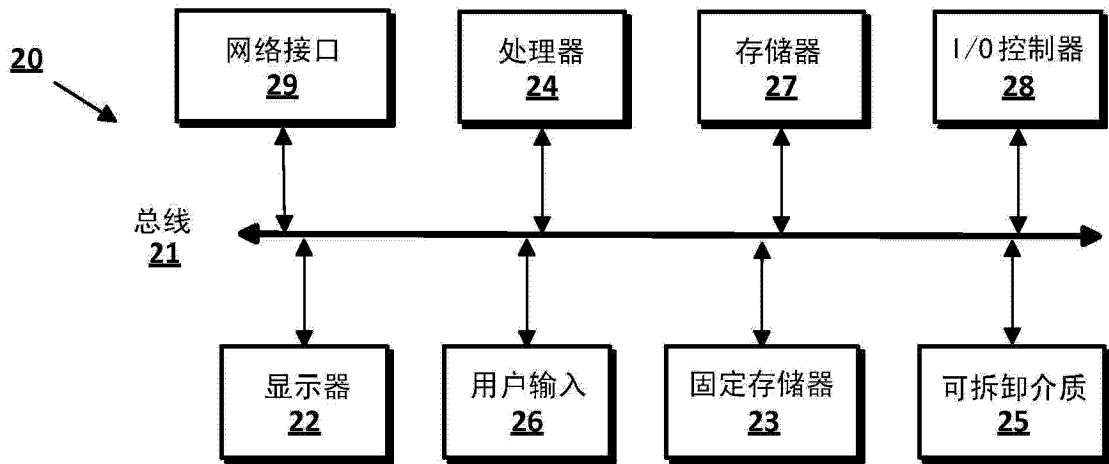 20
网络接口
29
处理器
24
存储器
27
I/O控制器
28
总线
21
显示器
22
用户输入
26
固定存储器
23
可拆卸介质
25